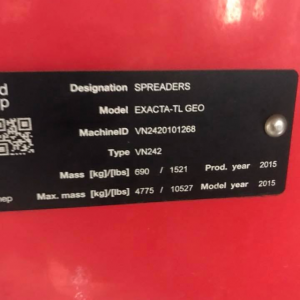 Designation SPREADERS
Model EXACTA-TL GEO
MachineID VN2420101268
Type VN242
Mass [kg]/[lbs] 690 / 1521 Prod. year 2015
Max. mass [kg]/[lbs] 4775 / 10527 Model year 2015